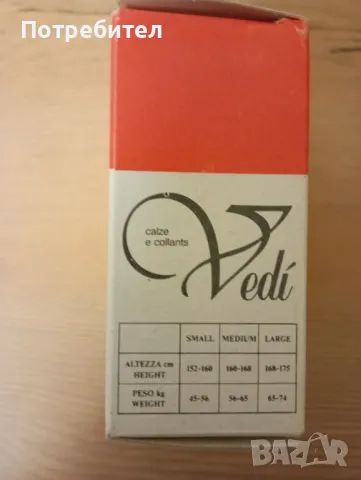 Потребител
calze
e collants
Vedí
SMALL MEDIUM LARGE
ALTEZZA cm
HEIGHT
152-160 160-168 168-175
PESO kg
WEIGHT
45-56 56-65 65-74
BAZAR